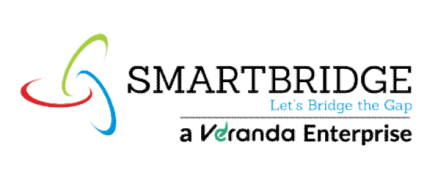 SMARTBRIDGE
Let's Bridge the Gap
a Veranda Enterprise